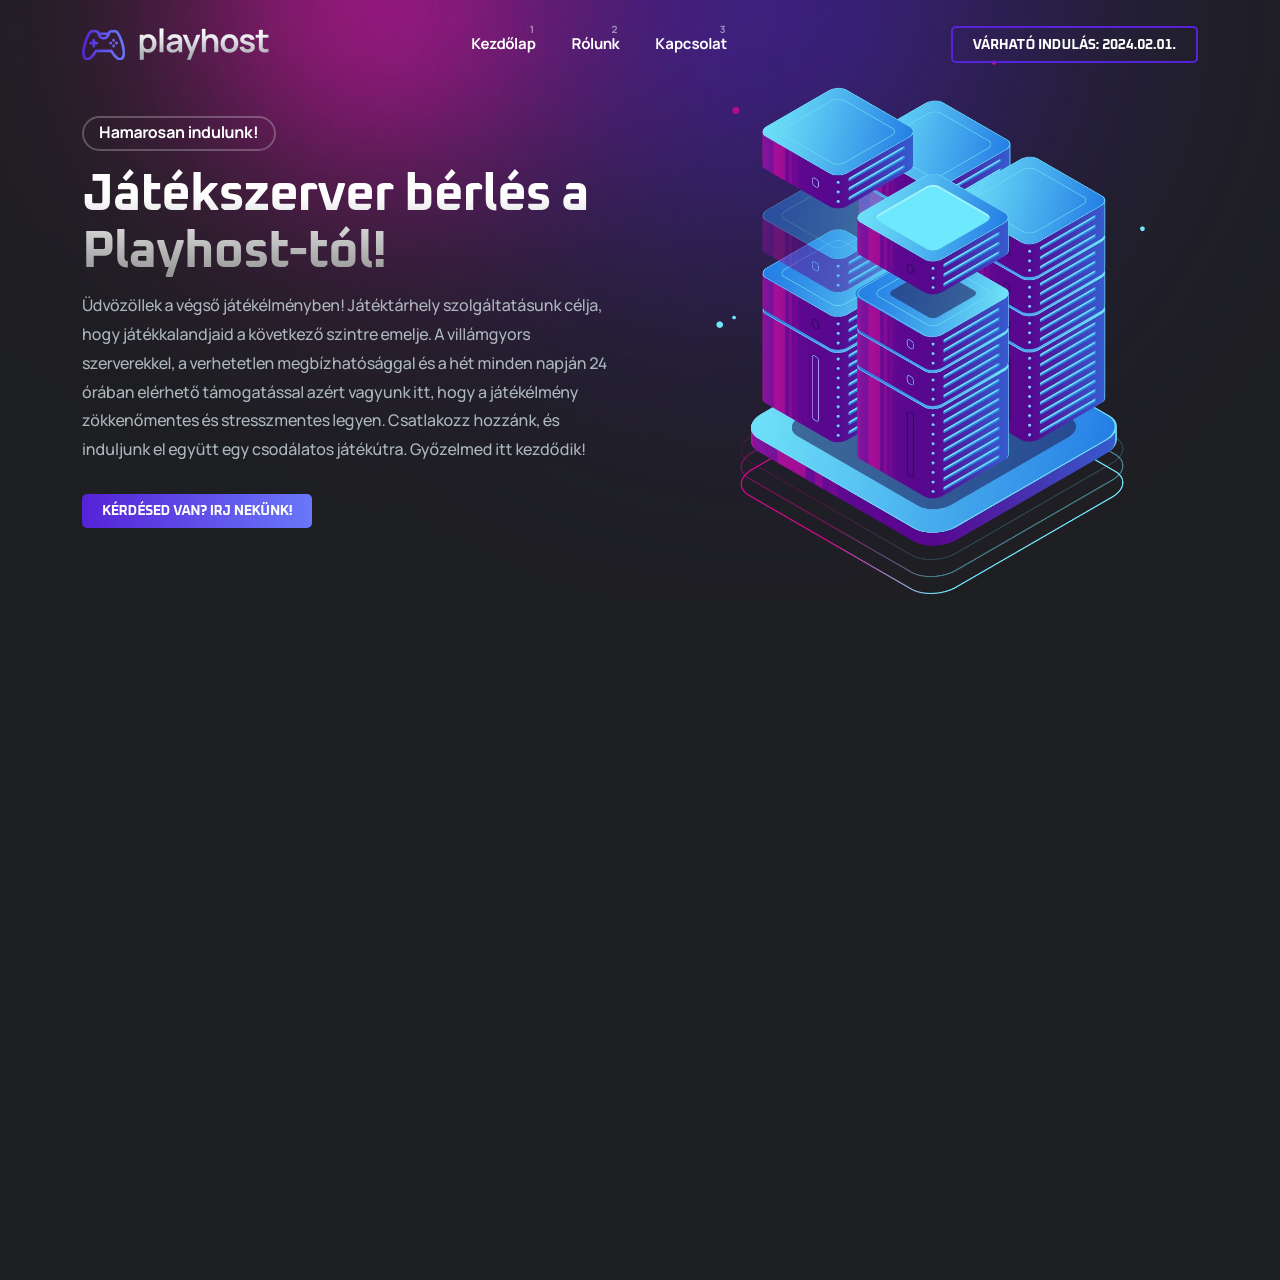 playhost
Kezdőlap 1
Rólunk 2
Kapcsolat 3
VÁRHATÓ INDULÁS: 2024.02.01.
Hamarosan indulunk!
Játékszerver bérlés a
Playhost-tól!
Üdvözöllek a végső játékélményben! Játéktárhely szolgáltatásunk célja,
hogy játékkalandjaid a következő szintre emelje. A villámgyors
szerverekkel, a verhetetlen megbízhatósággal és a hét minden napján 24
órában elérhető támogatással azért vagyunk itt, hogy a játékélmény
zökkenőmentes és stresszmentes legyen. Csatlakozz hozzánk, és
induljunk el együtt egy csodálatos játékútra. Győzelmed itt kezdődik!
KÉRDÉSED VAN? IRJ NEKÜNK!